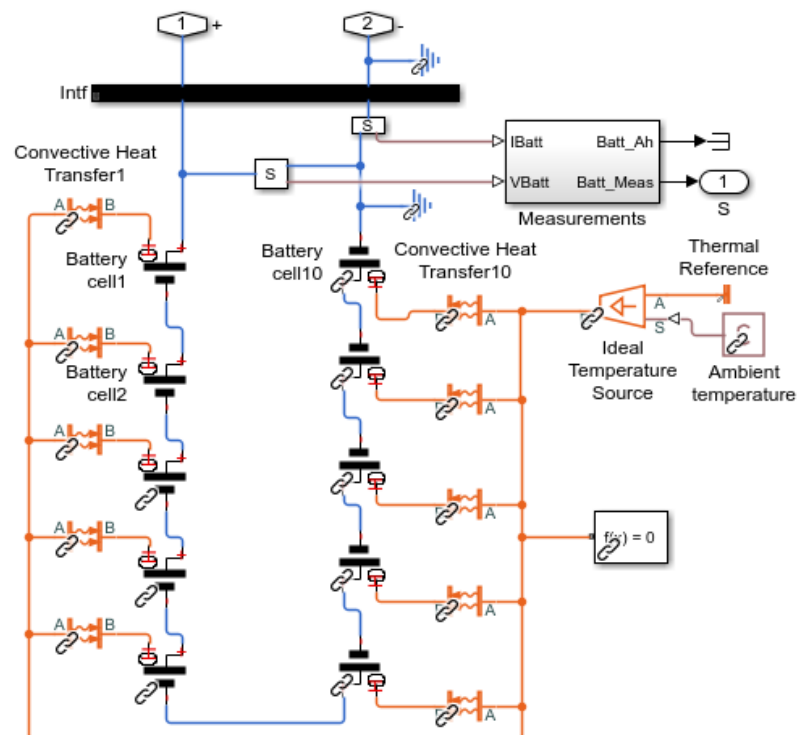 1 +
2 -
Intf
S
IBatt
Batt_Ah
VBatt
Batt_Meas
Measurements
1
S
S
Convective Heat
Transfer1
A B
Battery
cell1
Battery
cell10
Convective Heat
Transfer10
A
Thermal
Reference
A
S
Ideal
Temperature
Source
Ambient
temperature
A B
Battery
cell2
A
A B
A
A B
f(x) = 0
A
A B
A